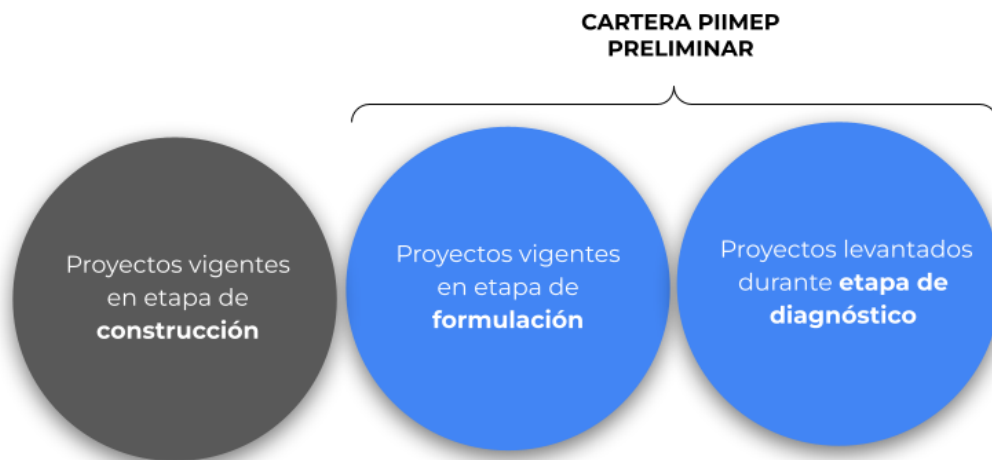 CARTERA PIIMEP
PRELIMINAR
Proyectos vigentes
en etapa de
construcción
Proyectos vigentes
en etapa de
formulación
Proyectos levantados
durante etapa de
diagnóstico